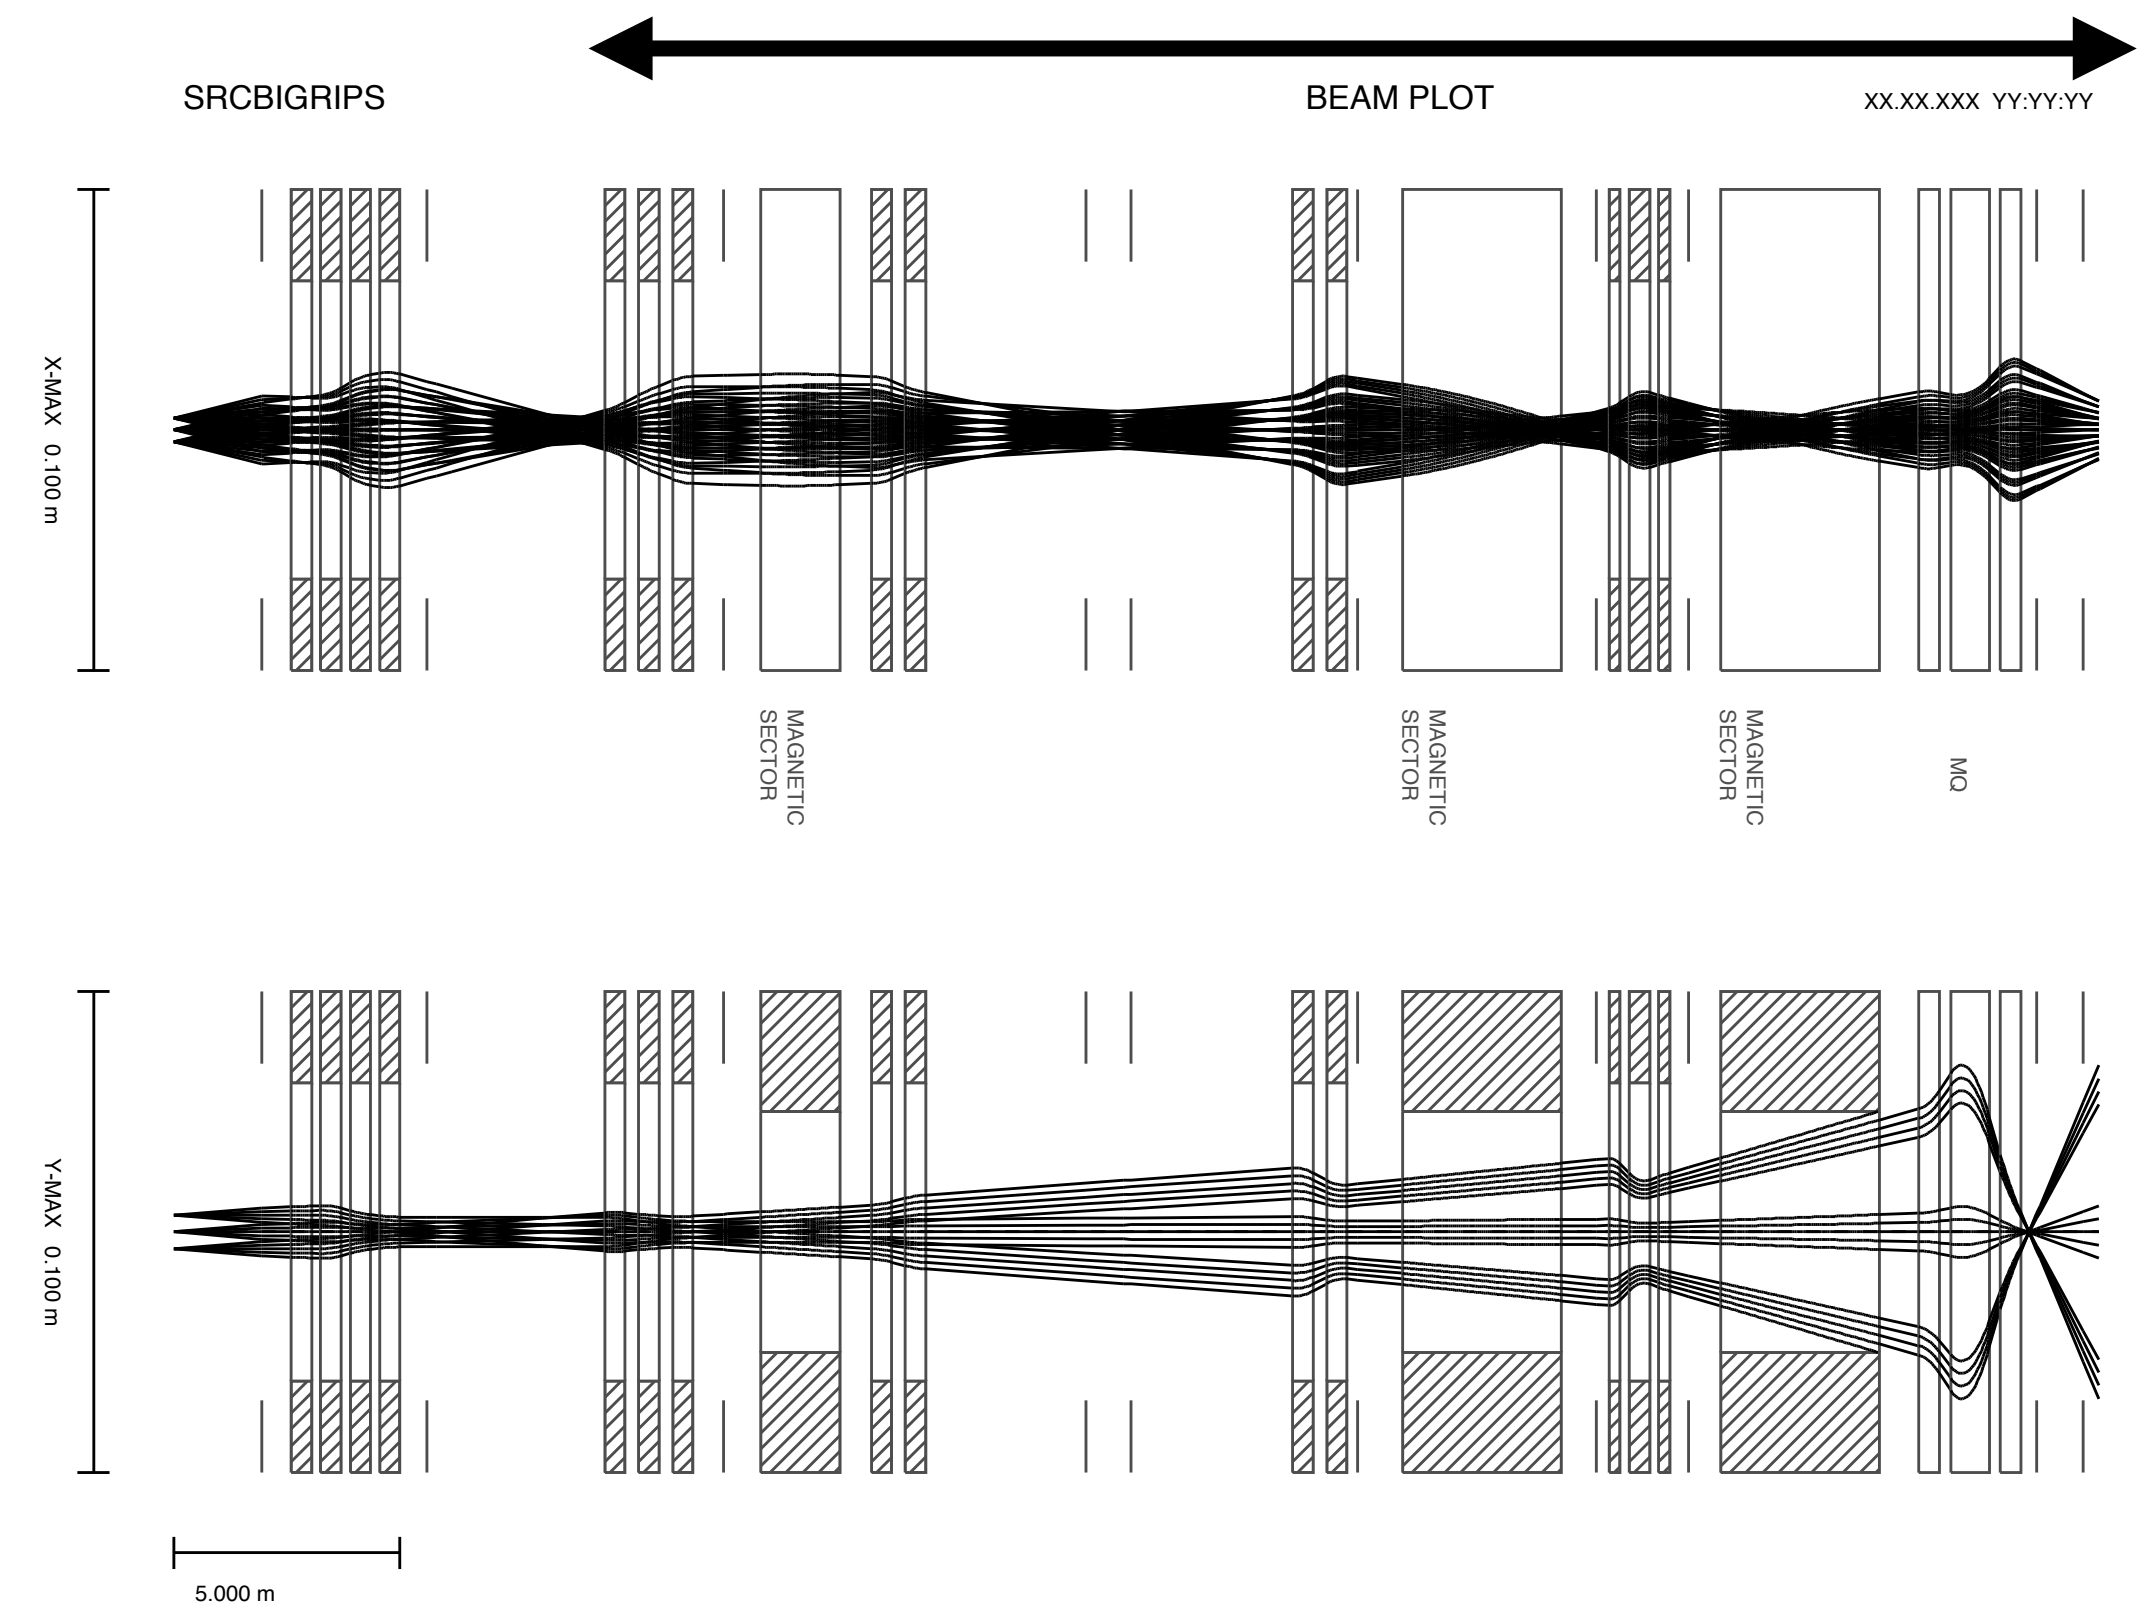 SRCBIGRIPS
BEAM PLOT
XX.XX.XXX YY:YY:YY
X-MAX 0.100 m
MAGNETIC
SECTOR
MAGNETIC
SECTOR
MAGNETIC
SECTOR
MQ
Y-MAX 0.100 m
5.000 m